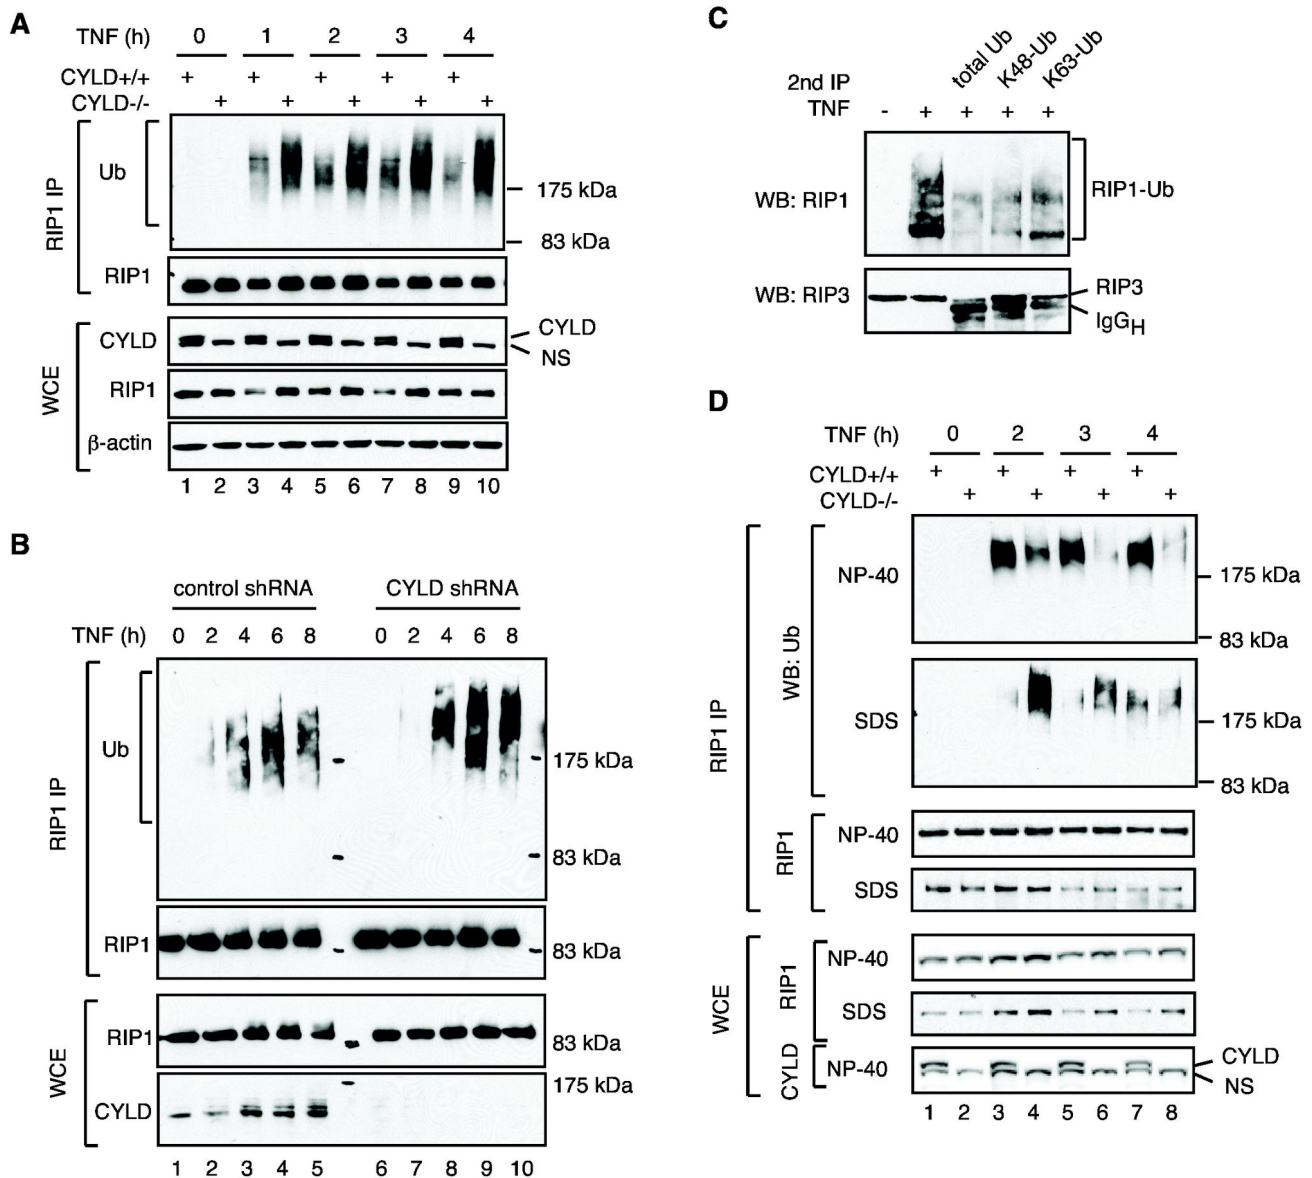 A
TNF (h) 0 1 2 3 4
CYLD+/+ + + + + +
CYLD-/- + + + + +
RIP1 IP
Ub
175 kDa
83 kDa
RIP1
WCE
CYLD
CYLD
NS
RIP1
β-actin
1 2 3 4 5 6 7 8 9 10
B
control shRNA CYLD shRNA
TNF (h) 0 2 4 6 8 0 2 4 6 8
RIP1 IP
Ub
175 kDa
83 kDa
RIP1
83 kDa
WCE
RIP1
83 kDa
175 kDa
CYLD
1 2 3 4 5 6 7 8 9 10
C
2nd IP total Ub K48-Ub K63-Ub
TNF - + + + +
WB: RIP1
RIP1-Ub
WB: RIP3
RIP3
IgGH
D
TNF (h) 0 2 3 4
CYLD+/+ + + + +
CYLD-/- + + + +
RIP1 IP
WB: Ub
NP-40
175 kDa
83 kDa
SDS
175 kDa
83 kDa
RIP1
NP-40
SDS
WCE
RIP1
NP-40
SDS
CYLD
NP-40
CYLD
NS
1 2 3 4 5 6 7 8